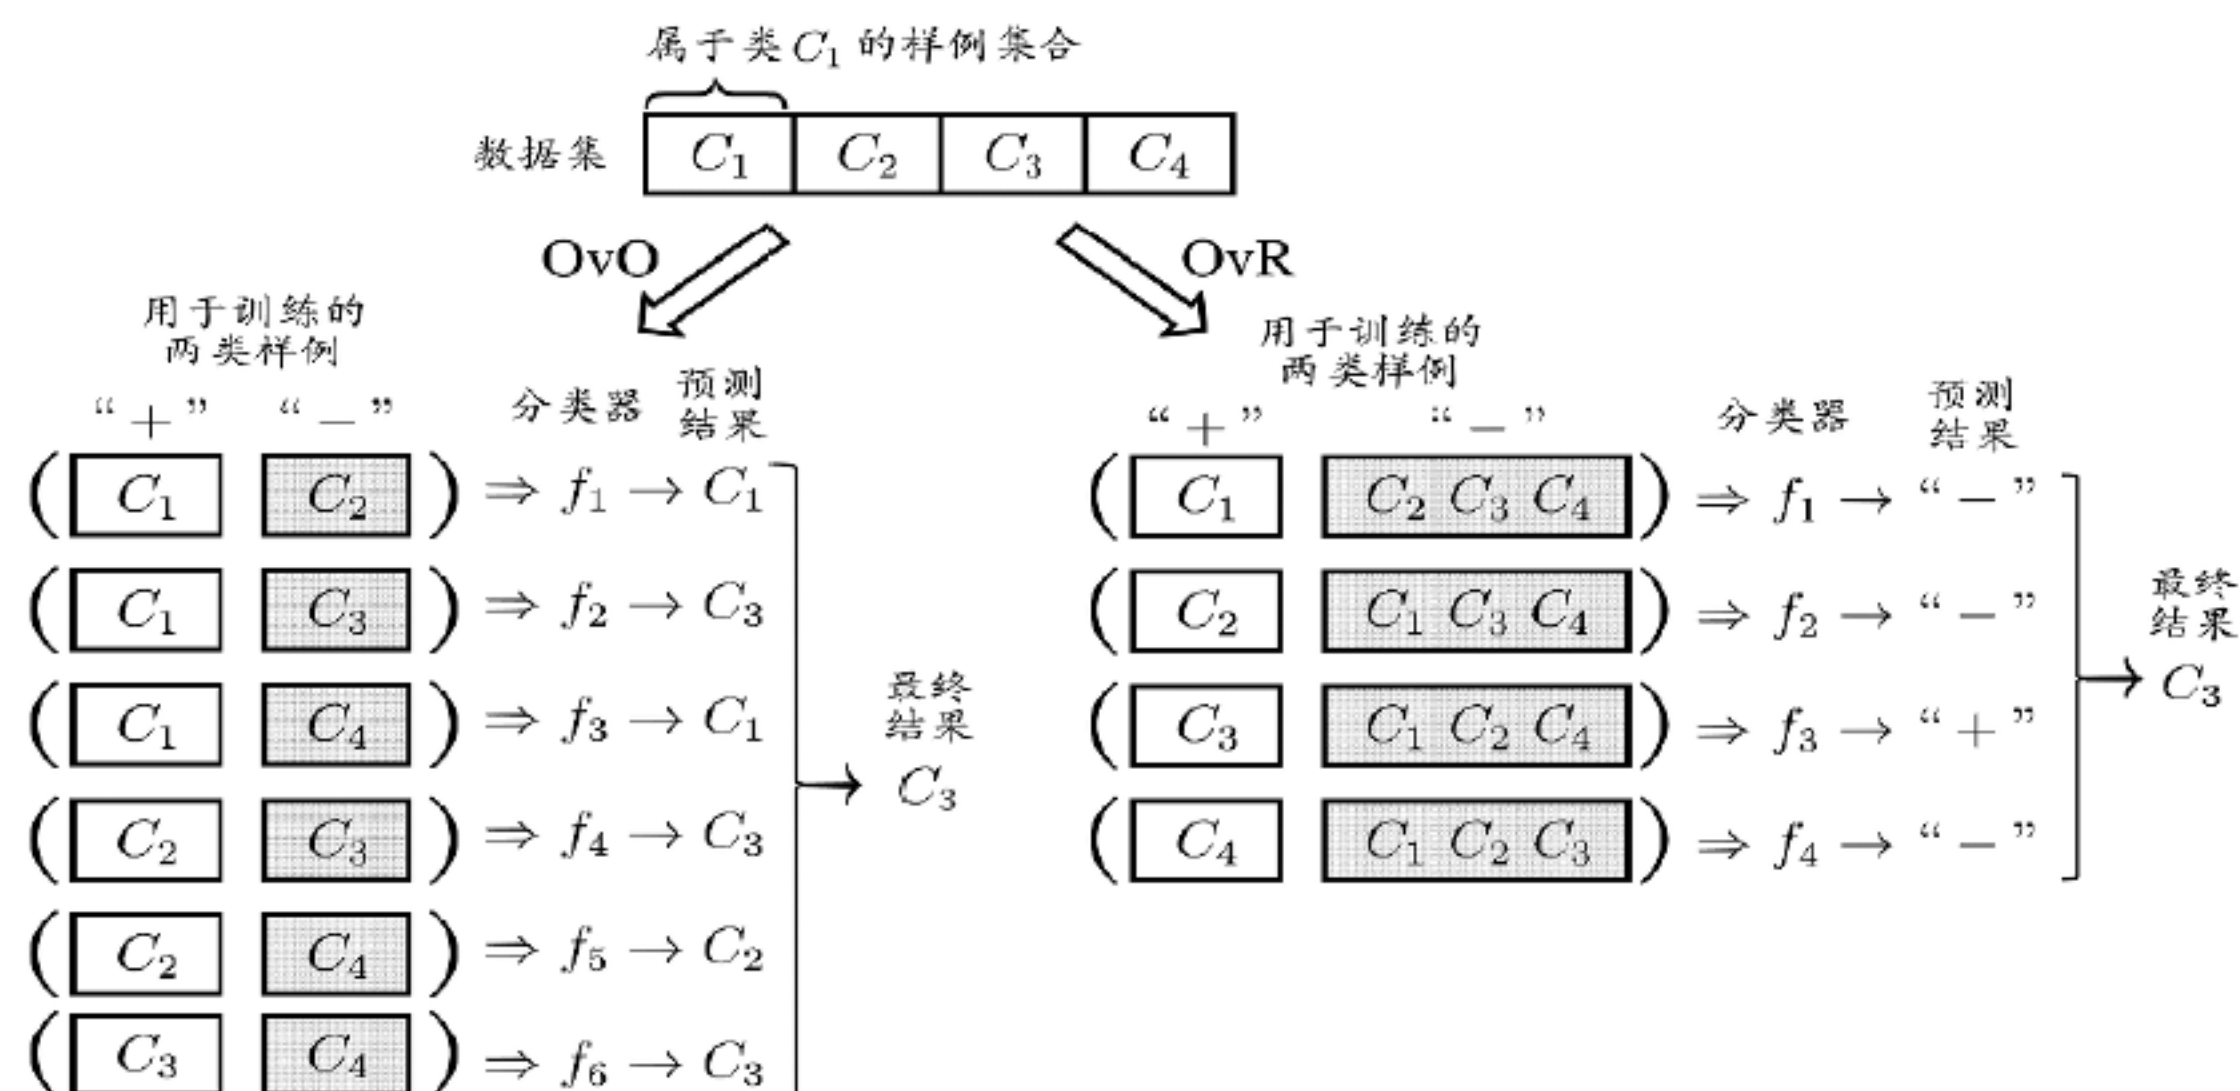 属于类C₁的样例集合
数据集 C₁ C₂ C₃ C₄
OvO
用于训练的
两类样例
“+” “−” 分类器 预测
结果
( C₁ C₂ ) ⇒ f₁ → C₁
( C₁ C₃ ) ⇒ f₂ → C₃
( C₁ C₄ ) ⇒ f₃ → C₁
( C₂ C₃ ) ⇒ f₄ → C₃
( C₂ C₄ ) ⇒ f₅ → C₂
( C₃ C₄ ) ⇒ f₆ → C₃
最终
结果
C₃
OvR
用于训练的
两类样例
“+” “−” 分类器 预测
结果
( C₁ C₂ C₃ C₄ ) ⇒ f₁ → “−”
( C₂ C₁ C₃ C₄ ) ⇒ f₂ → “−”
( C₃ C₁ C₂ C₄ ) ⇒ f₃ → “+”
( C₄ C₁ C₂ C₃ ) ⇒ f₄ → “−”
最终
结果
C₃